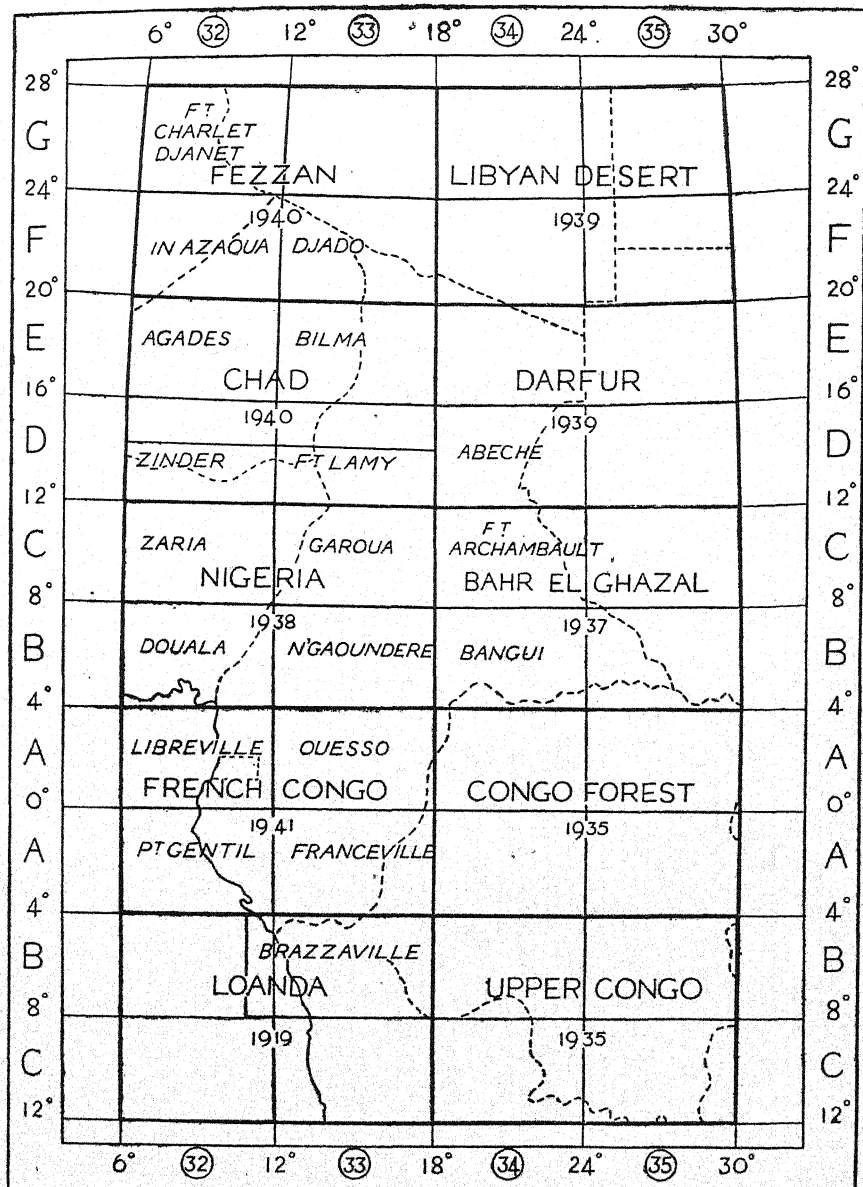 6° 32 12° 33 18° 34 24° 35 30°
28° 28°
FT
CHARLET
DJANET
G G
FEZZAN LIBYAN DESERT
24° 24°
1940 1939
F IN AZAOUA DJADO F
20° 20°
E AGADES BILMA E
CHAD DARFUR
16° 16°
1940 1939
D ZINDER FT LAMY ABECHE D
12° 12°
FT
C ZARIA GAROUA ARCHAMBAULT C
NIGERIA BAHR EL GHAZAL
8° 8°
1938 1937
B DOUALA N'GAOUNDERE BANGUI B
4° 4°
A LIBREVILLE OUESSO A
FRENCH CONGO CONGO FOREST
0° 0°
1941 1935
A PT GENTIL FRANCEVILLE A
4° 4°
B BRAZZAVILLE B
LOANDA UPPER CONGO
8° 8°
1919 1935
C C
12° 12°
6° 32 12° 33 18° 34 24° 35 30°